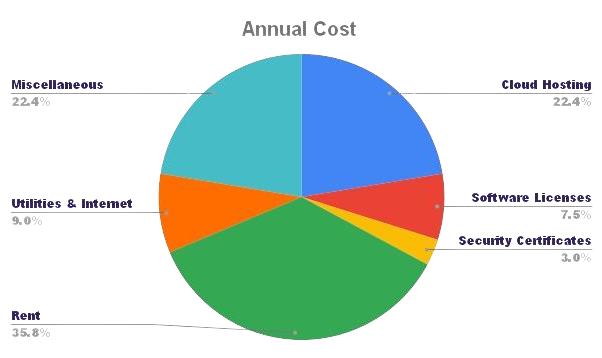 Annual Cost
Miscellaneous
22.4%
Cloud Hosting
22.4%
Software Licenses
7.5%
Utilities & Internet
9.0%
Security Certificates
3.0%
Rent
35.8%